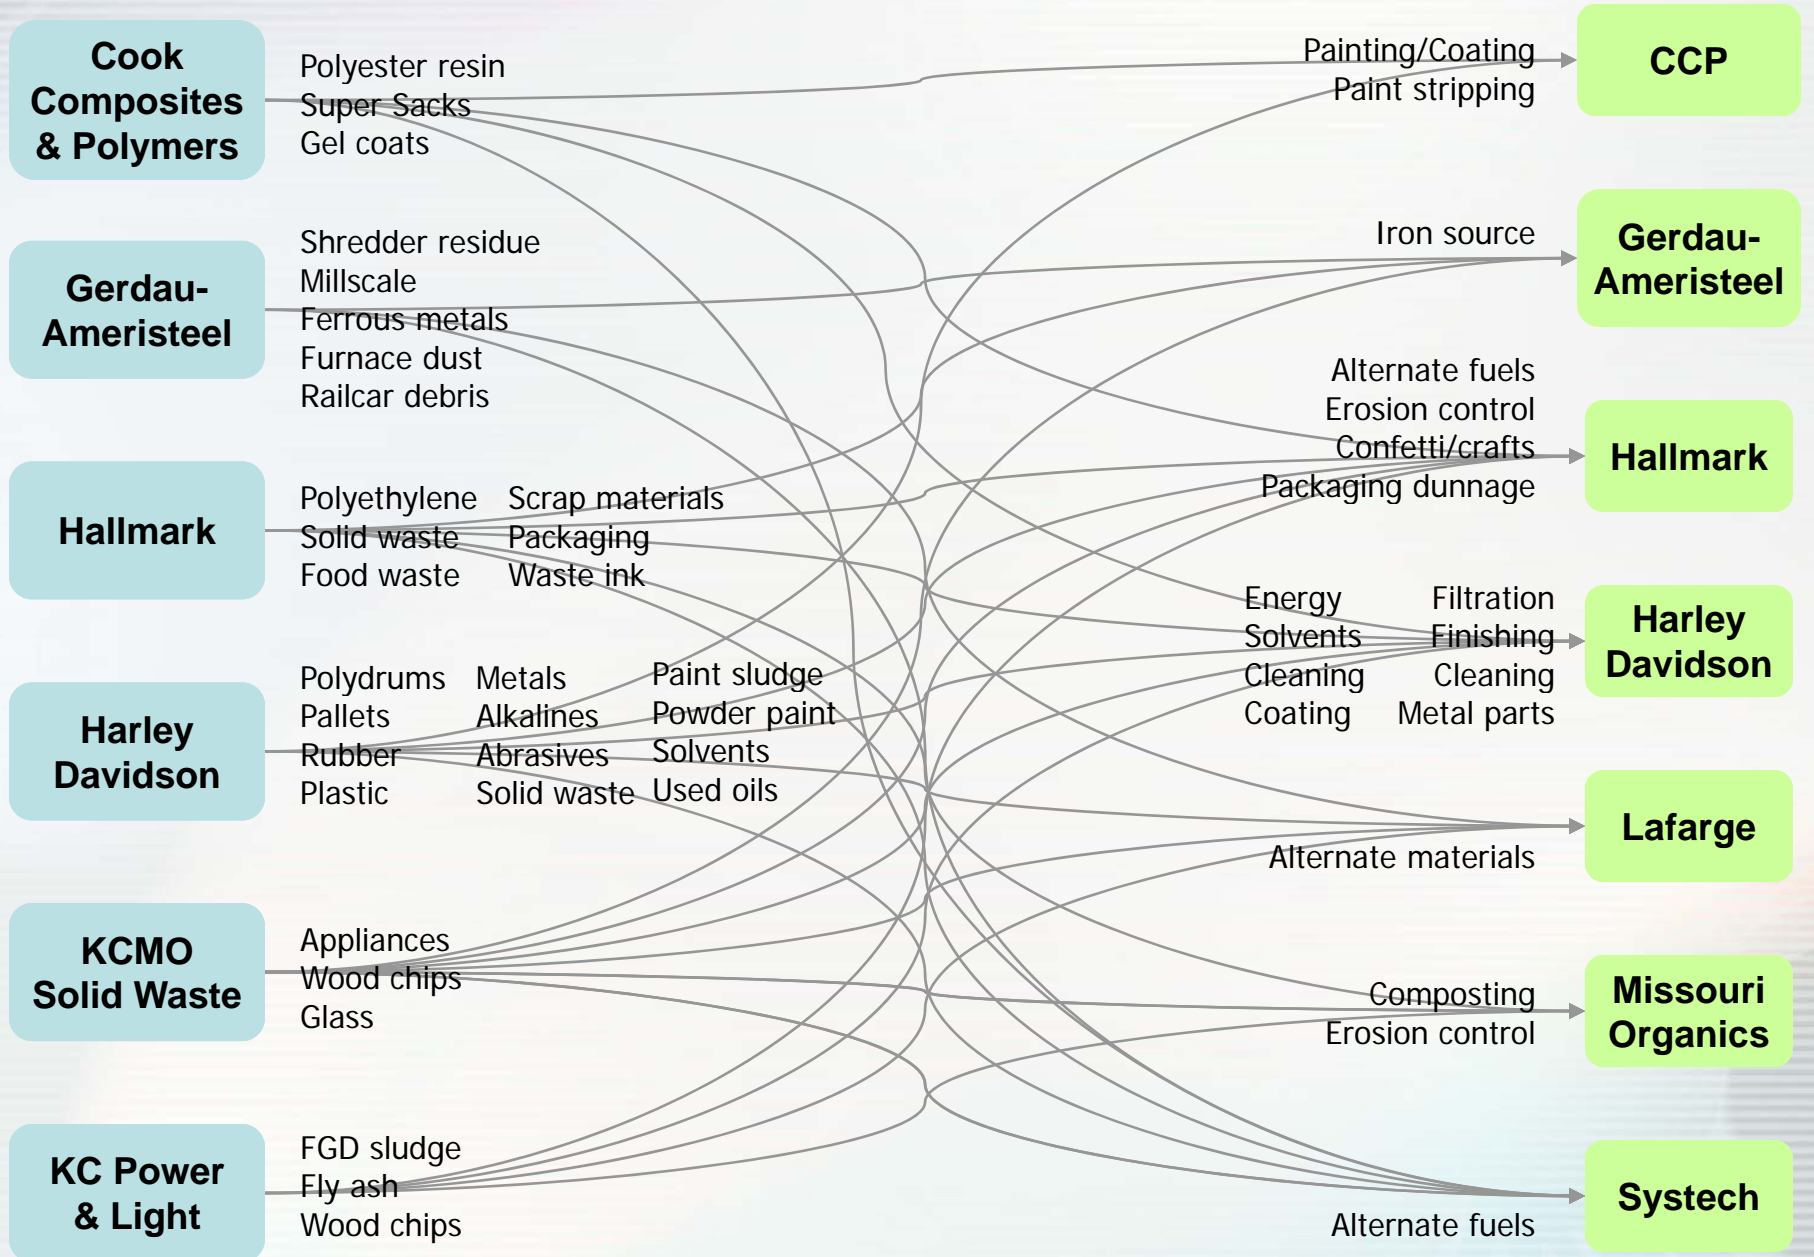 Cook
Composites
& Polymers
Polyester resin
Super Sacks
Gel coats
Painting/Coating
Paint stripping
CCP
Gerdau-
Ameristeel
Shredder residue
Millscale
Ferrous metals
Furnace dust
Railcar debris
Iron source
Gerdau-
Ameristeel
Hallmark
Polyethylene Scrap materials
Solid waste Packaging
Food waste Waste ink
Alternate fuels
Erosion control
Confetti/crafts
Packaging dunnage
Hallmark
Harley
Davidson
Polydrums Metals Paint sludge
Pallets Alkalines Powder paint
Rubber Abrasives Solvents
Plastic Solid waste Used oils
Energy Filtration
Solvents Finishing
Cleaning Cleaning
Coating Metal parts
Harley
Davidson
KCMO
Solid Waste
Appliances
Wood chips
Glass
Alternate materials
Lafarge
Composting
Erosion control
Missouri
Organics
KC Power
& Light
FGD sludge
Fly ash
Wood chips
Alternate fuels
Systech